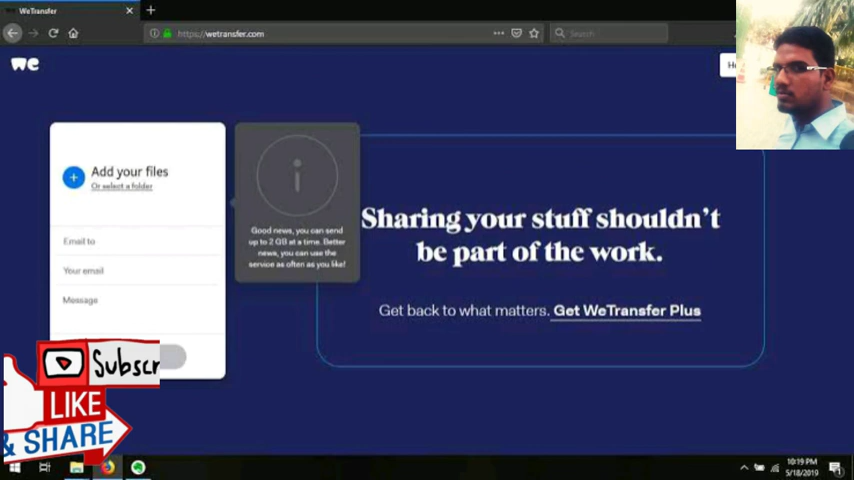 WeTransfer
https://wetransfer.com
Search
we
Add your files
Or select a folder
Email to
Your email
Message
Good news, you can send
up to 2 GB at a time. Better
news, you can use the
service as often as you like!
Sharing your stuff shouldn't
be part of the work.
Get back to what matters. Get WeTransfer Plus
Subscr
LIKE
& SHARE
10:19 PM
5/18/2019